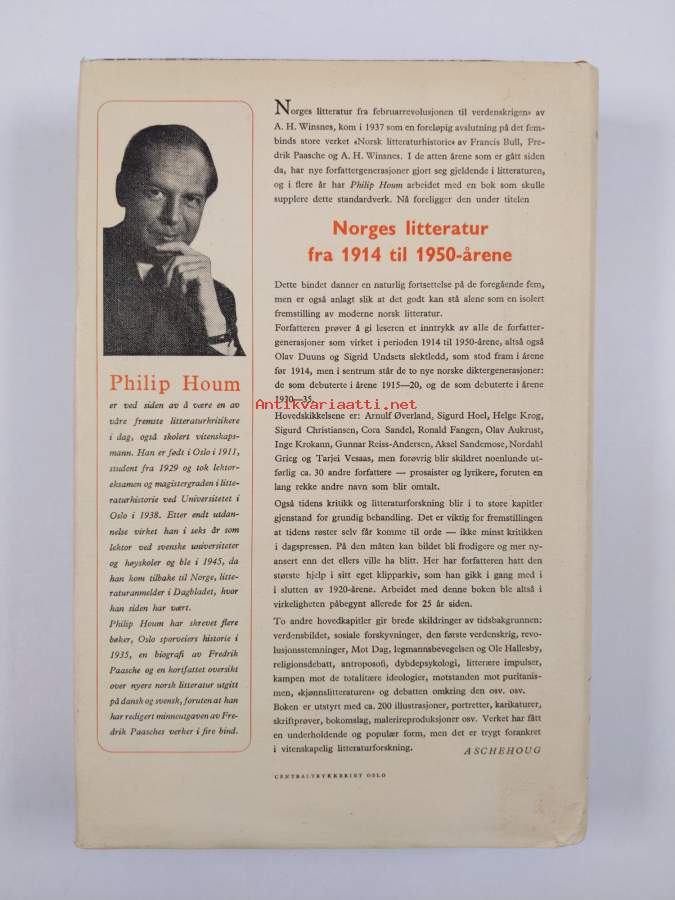 Philip Houm
er ved siden av å være en av
våre fremste litteraturkritikere
i dag, også skolert vitenskaps-
mann. Han er født i Oslo i 1911,
student fra 1929 og tok lektor-
eksamen og magistergraden i litte-
raturhistorie ved Universitetet i
Oslo i 1938. Etter endt utdan-
nelse virket han i seks år som
lektor ved svenske universiteter
og høyskoler og ble i 1945, da
han kom tilbake til Norge, litte-
raturanmelder i Dagbladet, hvor
han siden har vært.
Philip Houm har skrevet flere
bøker, Oslo sporveiers historie i
1935, en biografi av Fredrik
Paasche og en kortfattet oversikt
over nyere norsk litteratur utgitt
på dansk og svensk, foruten at han
har redigert minneutgaven av Fre-
drik Paasches verker i fire bind.
Norges litteratur fra februarrevolusjonen til verdenskrigen» av
A. H. Winsnes, kom i 1937 som en foreløpig avslutning på det fem-
binds store verket «Norsk litteraturhistorie» av Francis Bull, Fre-
drik Paasche og A. H. Winsnes. I de atten årene som er gått siden
da, har nye forfattergenerasjoner gjort seg gjeldende i litteraturen,
og i flere år har Philip Houm arbeidet med en bok som skulle
supplere dette standardverk. Nå foreligger den under titelen
Norges litteratur
fra 1914 til 1950-årene
Dette bindet danner en naturlig fortsettelse på de foregående fem,
men er også anlagt slik at det godt kan stå alene som en isolert
fremstilling av moderne norsk litteratur.
Forfatteren prøver å gi leseren et inntrykk av alle de forfatter-
generasjoner som virket i perioden 1914 til 1950-årene, altså også
Olav Duuns og Sigrid Undsets slektledd, som stod fram i årene
før 1914, men i sentrum står de to nye norske diktergenerasjoner:
de som debuterte i årene 1915—20, og de som debuterte i årene
1920—35.
Antikvariaatti.net
Hovedskikkelsene er: Arnulf Øverland, Sigurd Hoel, Helge Krog,
Sigurd Christiansen, Cora Sandel, Ronald Fangen, Olav Aukrust,
Inge Krokann, Gunnar Reiss-Andersen, Aksel Sandemose, Nordahl
Grieg og Tarjei Vesaas, men forøvrig blir skildret noenlunde ut-
førlig ca. 30 andre forfattere — prosaister og lyrikere, foruten en
lang rekke andre navn som blir omtalt.
Også tidens kritikk og litteraturforskning blir i to store kapitler
gjenstand for grundig behandling. Det er viktig for fremstillingen
at tidens røster selv får komme til orde — ikke minst kritikken
i dagspressen. På den måten kan bildet bli frodigere og mer ny-
ansert enn det ellers ville ha blitt. Her har forfatteren hatt den
største hjelp i sitt eget klipparkiv, som han gikk i gang med i
i slutten av 1920-årene. Arbeidet med denne boken ble altså i
virkeligheten påbegynt allerede for 25 år siden.
To andre hovedkapitler gir brede skildringer av tidsbakgrunnen:
verdensbildet, sosiale forskyvninger, den første verdenskrig, revo-
lusjonsstemninger, Mot Dag, legmannsbevegelsen og Ole Hallesby,
religionsdebatt, antroposofi, dybdepsykologi, litterære impulser,
kampen mot de totalitære ideologier, motstanden mot puritanis-
men, «kjønnslitteraturen» og debatten omkring den osv. osv.
Boken er utstyrt med ca. 200 illustrasjoner, portretter, karikaturer,
skriftprøver, bokomslag, malerireproduksjoner osv. Verket har fått
en underholdende og populær form, men det er trygt forankret
i vitenskapelig litteraturforskning.
ASCHEHOUG
CENTRALTRYKKERIET OSLO